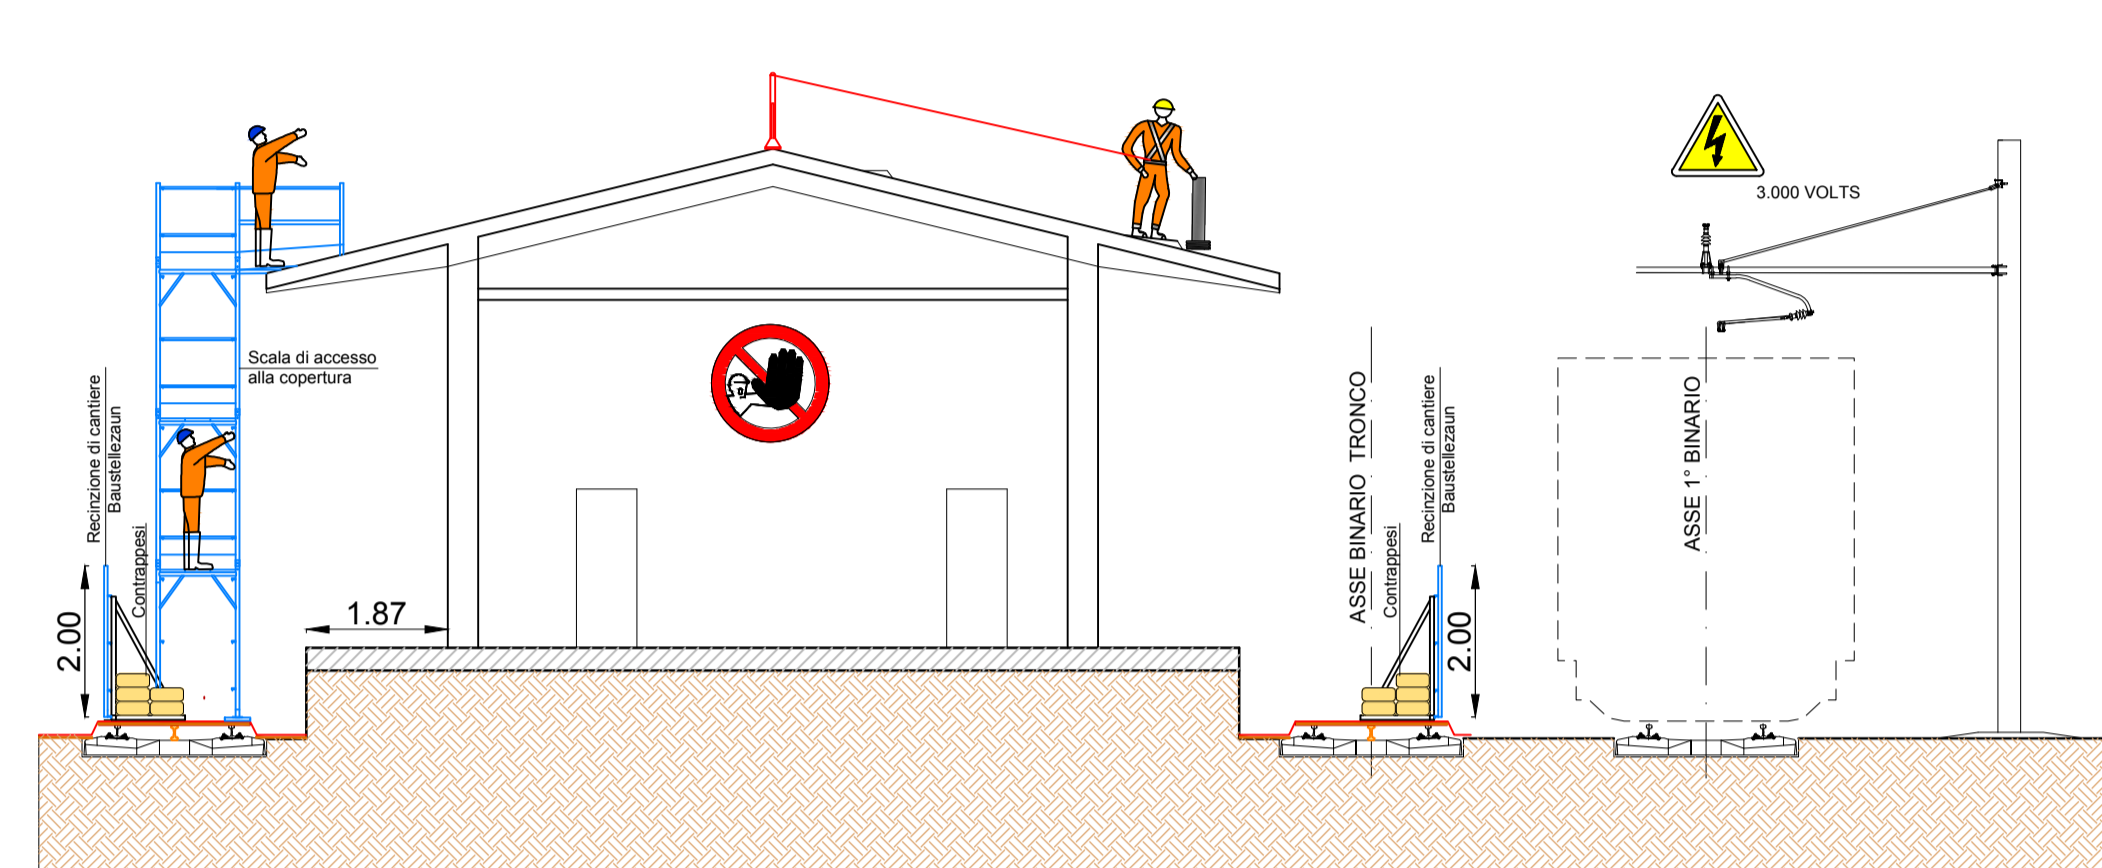 3.000 VOLTS
Scala di accesso
alla copertura
Recinzione di cantiere
Baustellezaun
Contrappesi
2.00
1.87
ASSE BINARIO TRONCO
Contrappesi
Recinzione di cantiere
Baustellezaun
2.00
ASSE 1° BINARIO